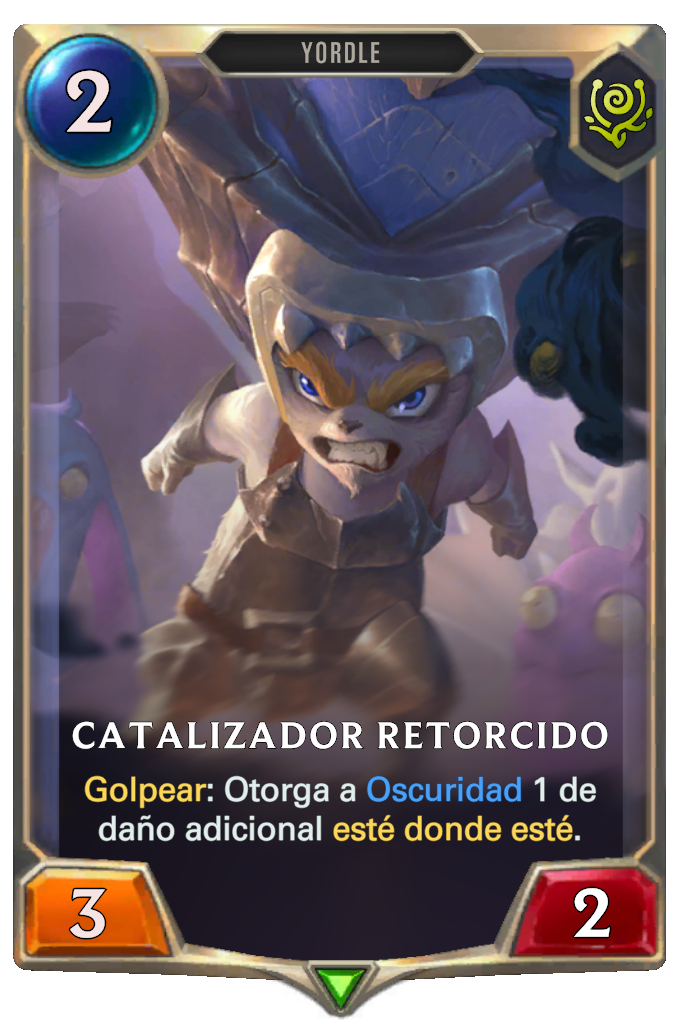 YORDLE
2
CATALIZADOR RETORCIDO
Golpear: Otorga a Oscuridad 1 de
daño adicional esté donde esté.
3
2